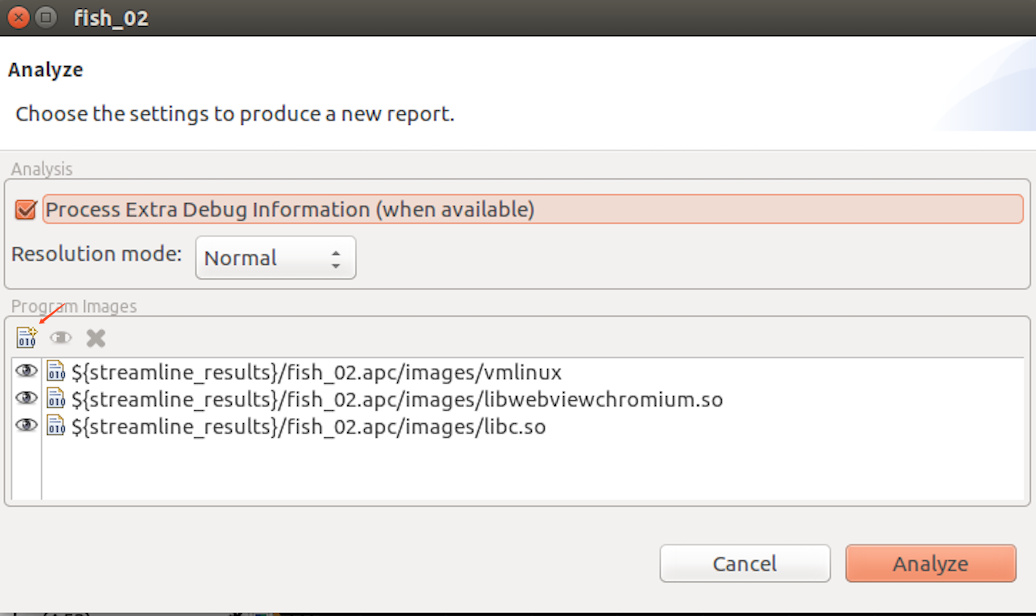 fish_02
Analyze
Choose the settings to produce a new report.
Analysis
Process Extra Debug Information (when available)
Resolution mode: Normal
Program Images
${streamline_results}/fish_02.apc/images/vmlinux
${streamline_results}/fish_02.apc/images/libwebviewchromium.so
${streamline_results}/fish_02.apc/images/libc.so
Cancel Analyze